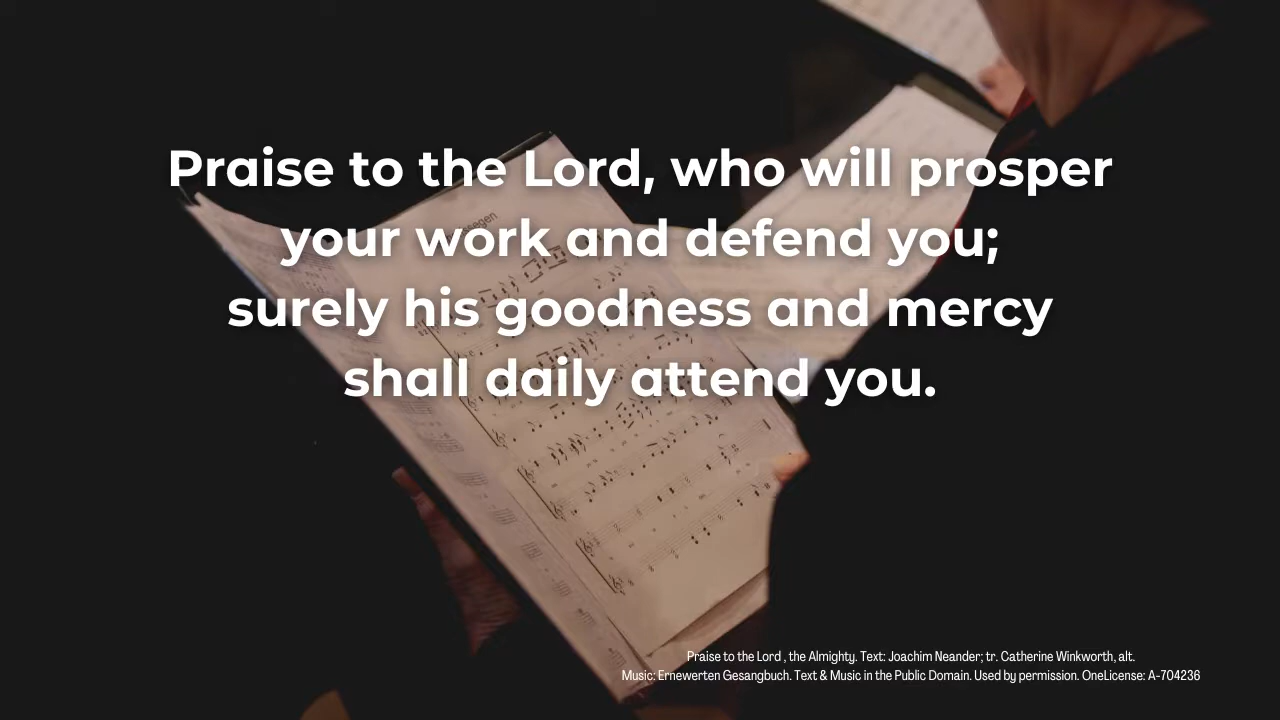 Praise to the Lord, who will prosper
your work and defend you;
surely his goodness and mercy
shall daily attend you.
Praise to the Lord , the Almighty. Text: Joachim Neander; tr. Catherine Winkworth, alt.
Music: Ernewerten Gesangbuch. Text & Music in the Public Domain. Used by permission. OneLicense: A-704236